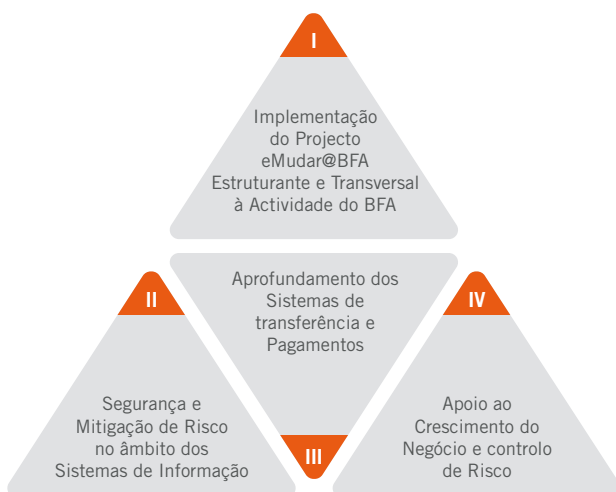 I
Implementação
do Projecto
eMudar@BFA
Estruturante e Transversal
à Actividade do BFA
II
Segurança e
Mitigação de Risco
no âmbito dos
Sistemas de Informação
Aprofundamento dos
Sistemas de
transferência e
Pagamentos
III
IV
Apoio ao
Crescimento do
Negócio e controlo
de Risco